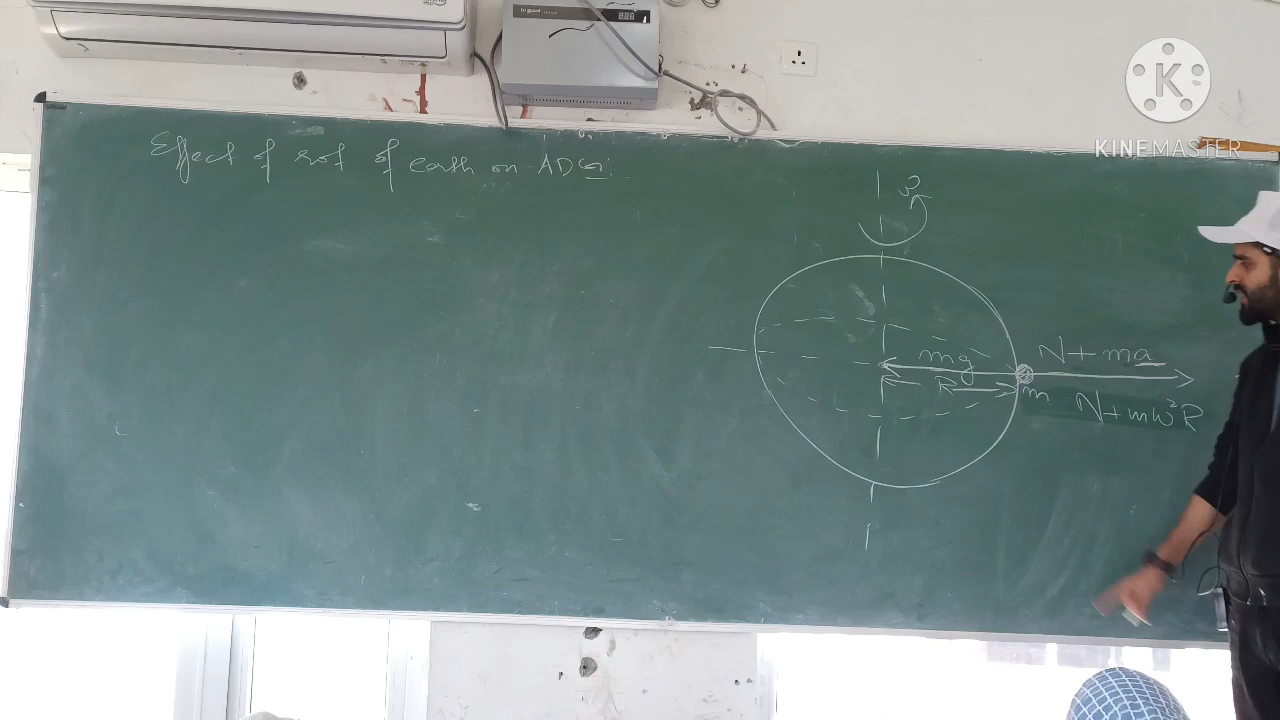 Effect of rot of earth on ADG:
ω
mg
N+ma
R
m
N+mω²R
K
KINEMASTER